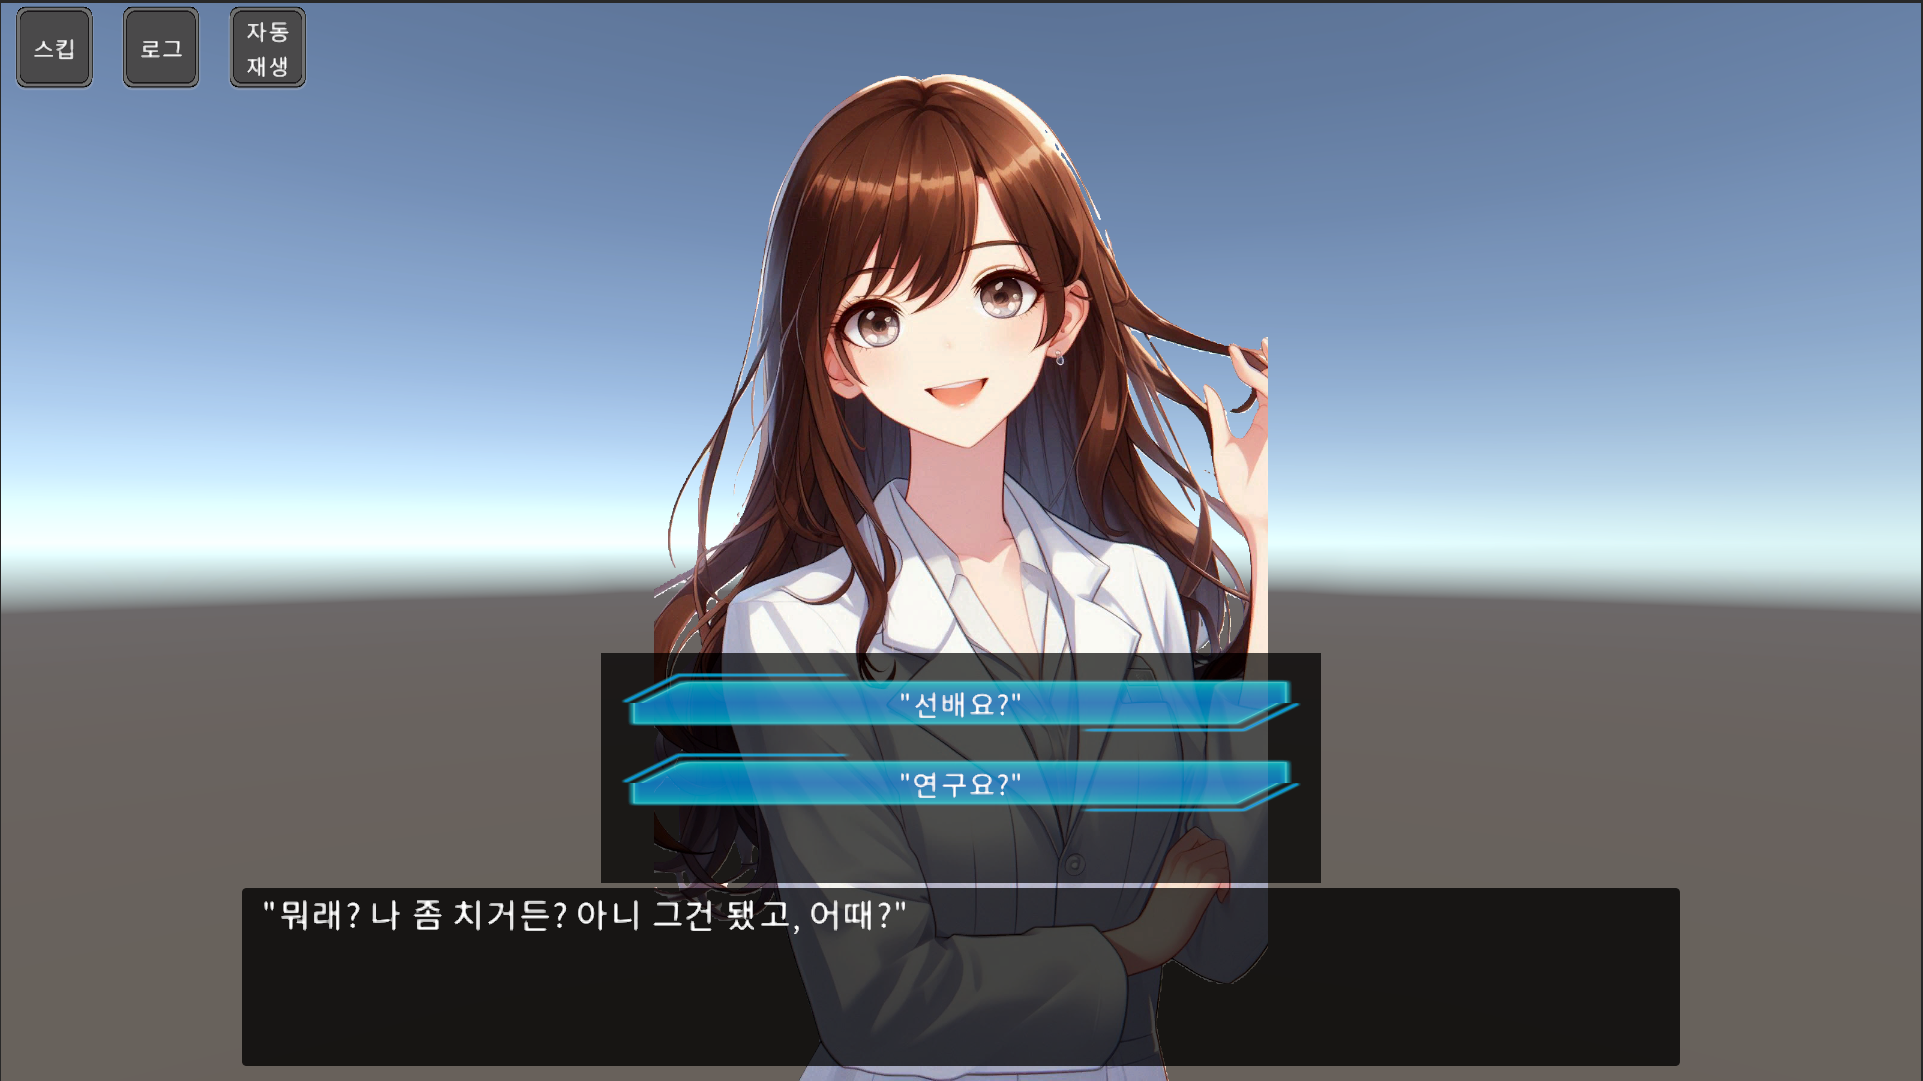 스킵
로그
자동
재생
"선배요?"
"연구요?"
"뭐래? 나 좀 치거든? 아니 그건 됐고, 어때?"